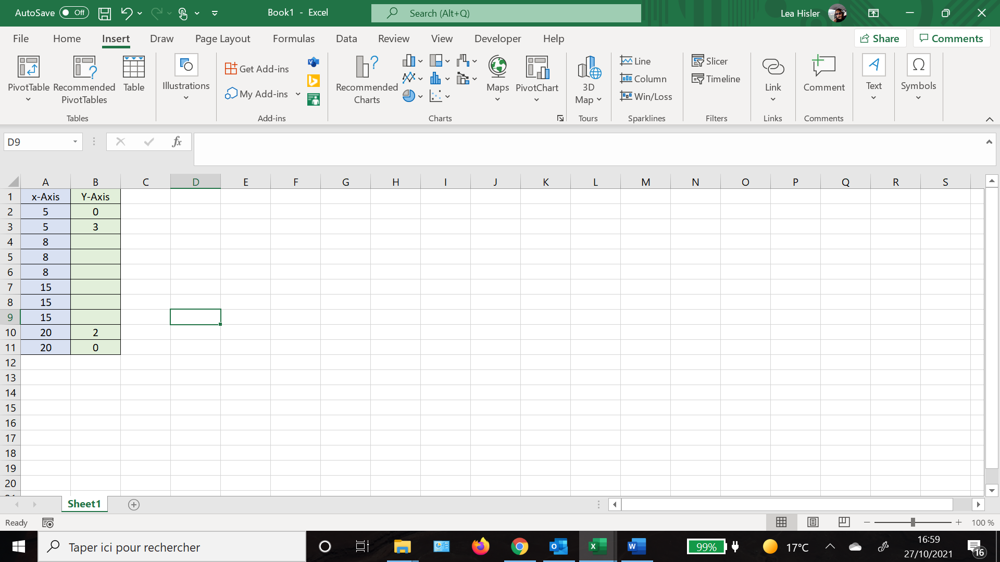 AutoSave Off Book1 - Excel Search (Alt+Q) Lea Hisler
File Home Insert Draw Page Layout Formulas Data Review View Developer Help Share Comments
PivotTable Recommended PivotTables Table
Tables
Illustrations
Get Add-ins
My Add-ins
Add-ins
Recommended Charts
Maps PivotChart
Charts
3D Map
Tours
Line
Column
Win/Loss
Sparklines
Slicer
Timeline
Filters
Link
Links
Comment
Comments
Text
Symbols
D9 fx
A B C D E F G H I J K L M N O P Q R S
1 x-Axis Y-Axis
2 5 0
3 5 3
4 8
5 8
6 8
7 15
8 15
9 15
10 20 2
11 20 0
12
13
14
15
16
17
18
19
20
Sheet1
Ready 100 %
Taper ici pour rechercher 99% 17°C 16:59
27/10/2021 16